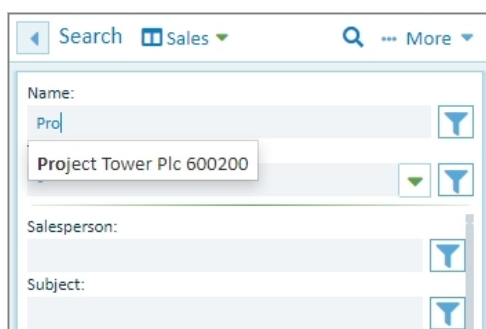 Search Sales ... More
Name:
Pro
Project Tower Plc 600200
Salesperson:
Subject: